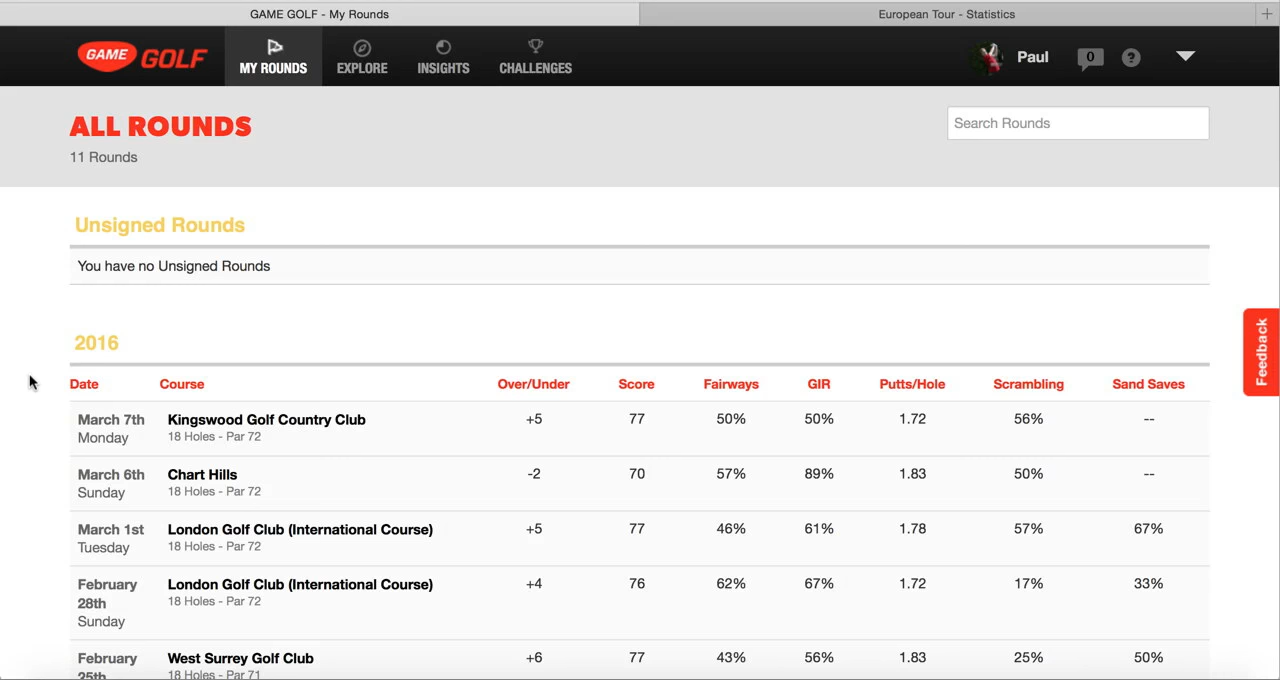 GAME GOLF - My Rounds
European Tour - Statistics
+
GAME GOLF
MY ROUNDS
EXPLORE
INSIGHTS
CHALLENGES
Paul
0
?
ALL ROUNDS
11 Rounds
Search Rounds
Unsigned Rounds
You have no Unsigned Rounds
Feedback
2016
Date Course Over/Under Score Fairways GIR Putts/Hole Scrambling Sand Saves
March 7th Kingswood Golf Country Club +5 77 50% 50% 1.72 56% --
Monday 18 Holes - Par 72
March 6th Chart Hills -2 70 57% 89% 1.83 50% --
Sunday 18 Holes - Par 72
March 1st London Golf Club (International Course) +5 77 46% 61% 1.78 57% 67%
Tuesday 18 Holes - Par 72
February London Golf Club (International Course) +4 76 62% 67% 1.72 17% 33%
28th 18 Holes - Par 72
Sunday
February West Surrey Golf Club +6 77 43% 56% 1.83 25% 50%
25th 18 Holes - Par 71